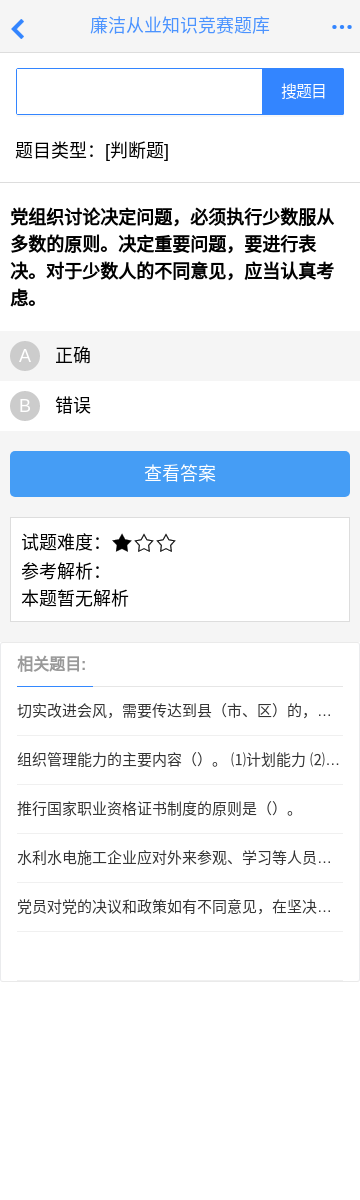 廉洁从业知识竞赛题库
搜题目
题目类型：[判断题]
党组织讨论决定问题，必须执行少数服从
多数的原则。决定重要问题，要进行表
决。对于少数人的不同意见，应当认真考
虑。
A 正确
B 错误
查看答案
试题难度：
参考解析：
本题暂无解析
相关题目:
切实改进会风，需要传达到县（市、区）的，…
组织管理能力的主要内容（）。 ⑴计划能力 ⑵…
推行国家职业资格证书制度的原则是（）。
水利水电施工企业应对外来参观、学习等人员…
党员对党的决议和政策如有不同意见，在坚决…